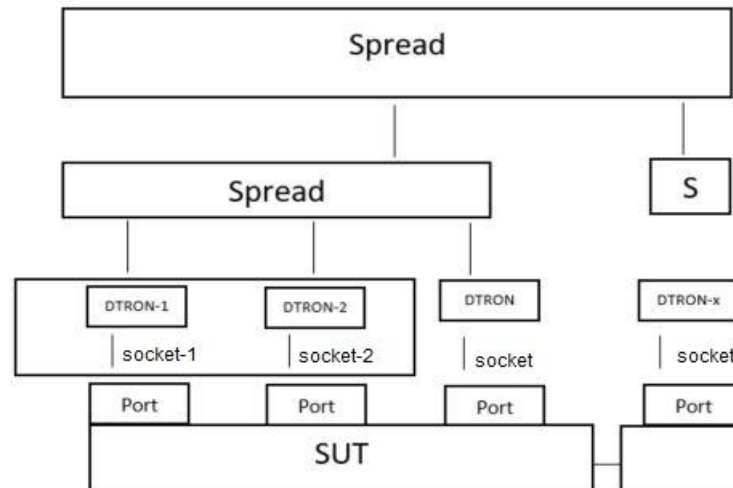 Spread
Spread
S
DTRON-1
DTRON-2
DTRON
DTRON-x
socket-1
socket-2
socket
socket
Port
Port
Port
Port
SUT